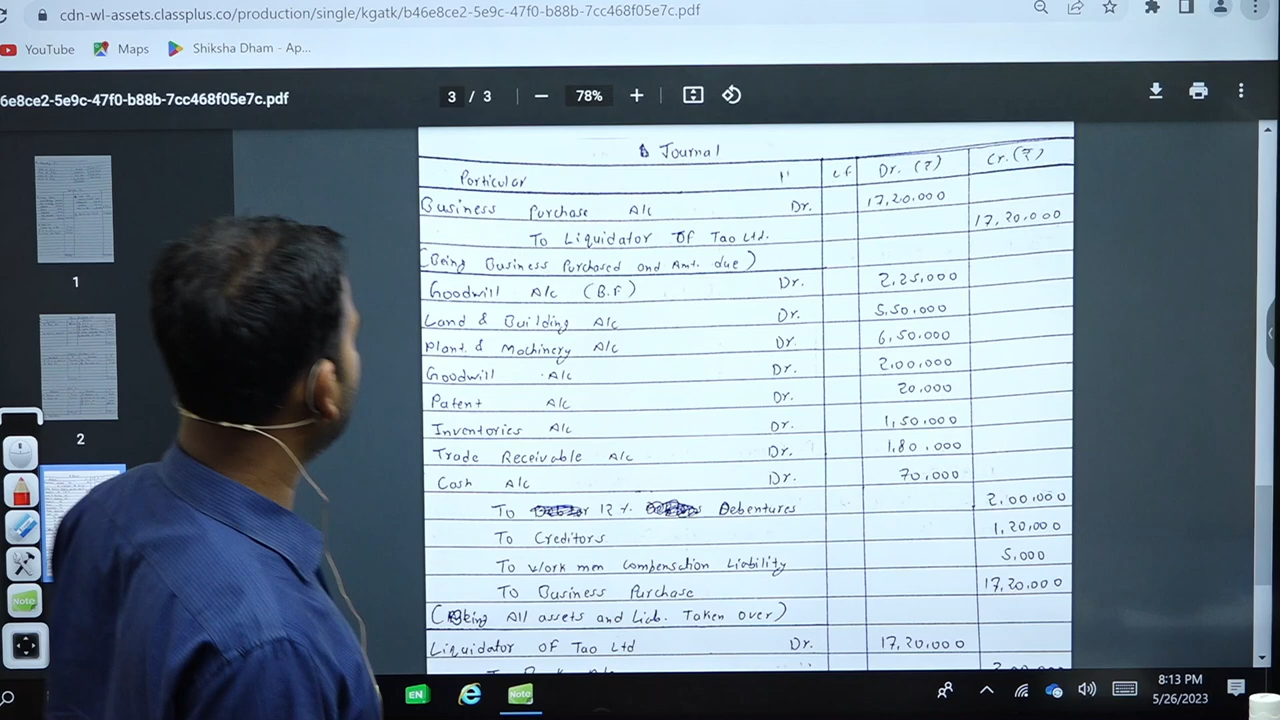 cdn-wl-assets.classplus.co/production/single/kgatk/b46e8ce2-5e9c-47f0-b88b-7cc468f05e7c.pdf
YouTube Maps Shiksha Dham - Ap...
6e8ce2-5e9c-47f0-b88b-7cc468f05e7c.pdf 3 / 3 78%
1
2
Journal
Particular LF Dr. (₹) Cr. (₹)
Business Purchase A/c Dr. 17,20,000
To Liquidator Of Tao Ltd. 17,20,000
(Being Business Purchased and Amt. due)
Goodwill A/c (B.F) Dr. 2,25,000
Land & Building A/c Dr. 5,50,000
Plant & Machinery A/c Dr. 6,50,000
Goodwill A/c Dr. 2,00,000
Patent A/c Dr. 20,000
Inventories A/c Dr. 1,50,000
Trade Receivable A/c Dr. 1,80,000
Cash A/c Dr. 70,000
To 12% Debentures 2,00,000
To Creditors 1,20,000
To Workmen Compensation Liability 5,000
To Business Purchase 17,20,000
All assets and Liab. Taken over)
Liquidator OF Tao Ltd Dr. 17,20,000
Note
EN
Note
8:13 PM
5/26/2023